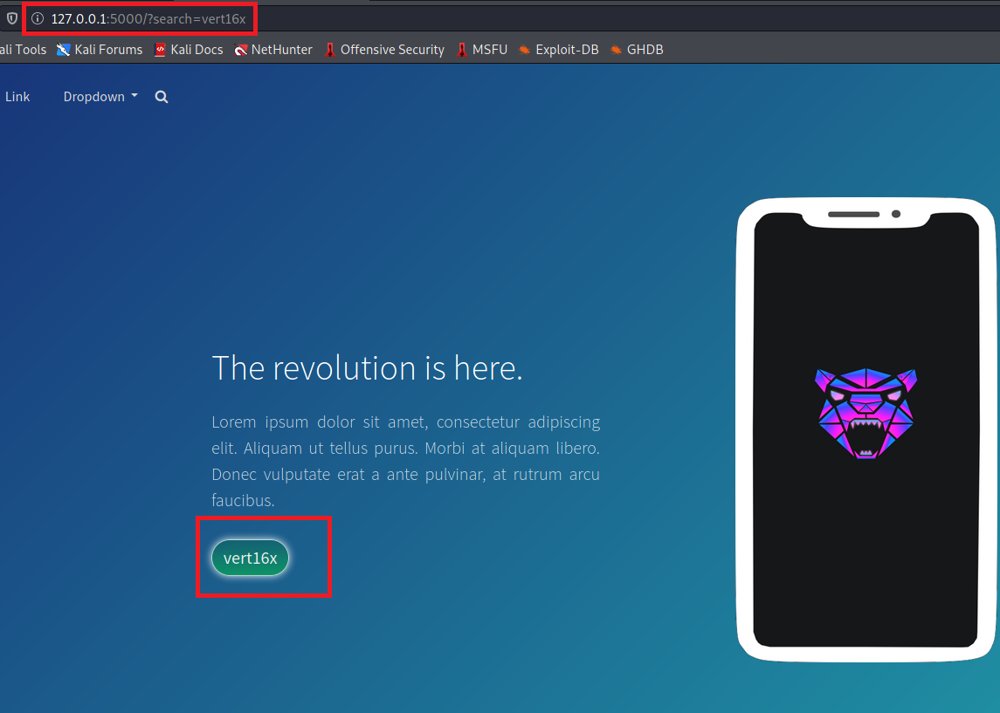 127.0.0.1:5000/?search=vert16x
ali Tools Kali Forums Kali Docs NetHunter Offensive Security MSFU Exploit-DB GHDB
Link Dropdown
The revolution is here.
Lorem ipsum dolor sit amet, consectetur adipiscing
elit. Aliquam ut tellus purus. Morbi at aliquam libero.
Donec vulputate erat a ante pulvinar, at rutrum arcu
faucibus.
vert16x